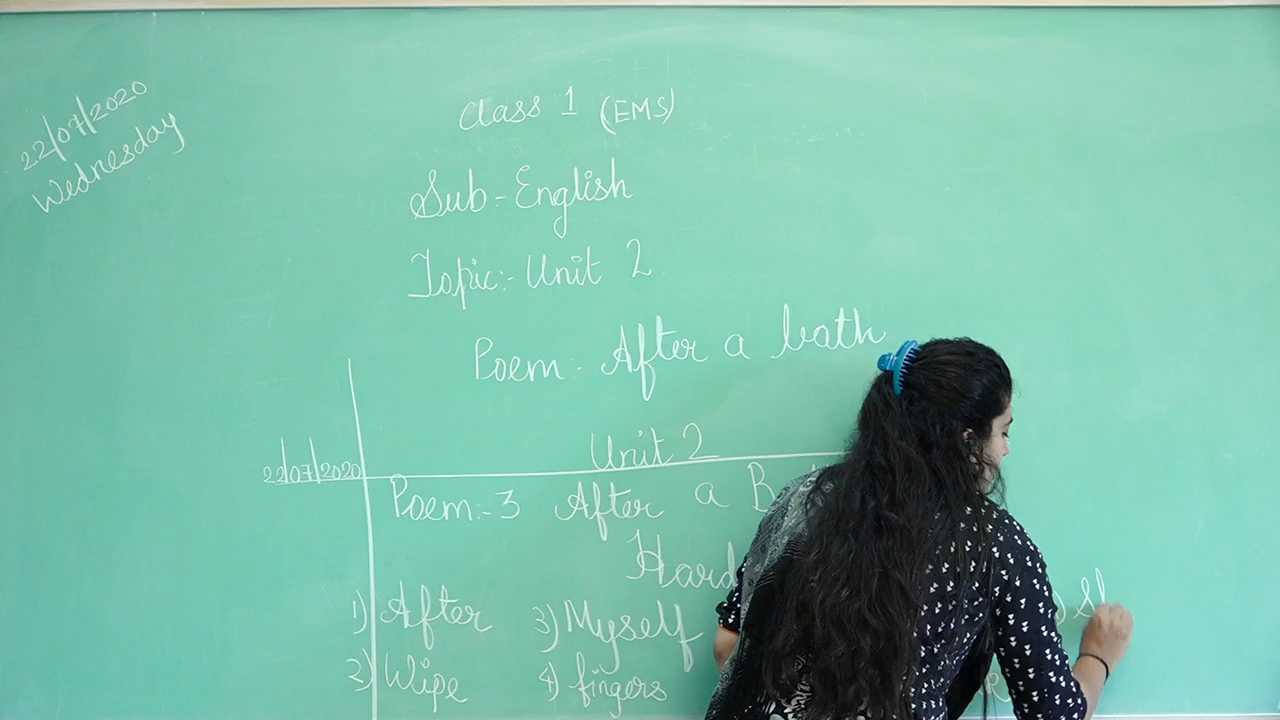 22/07/2020
Wednesday
Class 1 (EMS)
Sub-English
Topic:- Unit 2
Poem:- After a bath
Unit 2
22/07/2020
Poem:-3 After a
Hard
1) After 3) Myself
2) Wipe 4) fingers